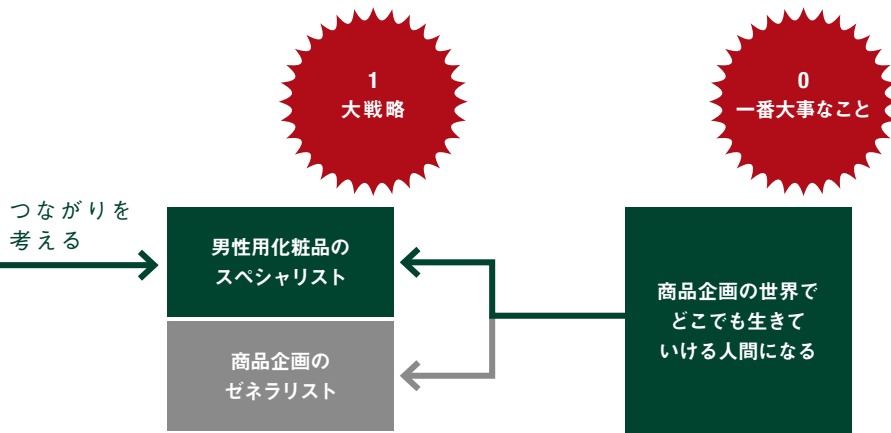 1
大戦略
0
一番大事なこと
つながりを
考える
男性用化粧品の
スペシャリスト
商品企画の
ゼネラリスト
商品企画の世界で
どこでも生きて
いける人間になる